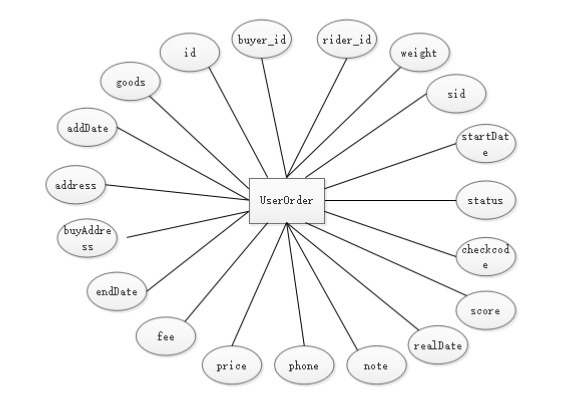 buyer_id
rider_id
id
weight
goods
sid
addDate
startDat
e
address
UserOrder
status
buyAddre
ss
checkcod
e
endDate
score
fee
realDate
price
phone
note